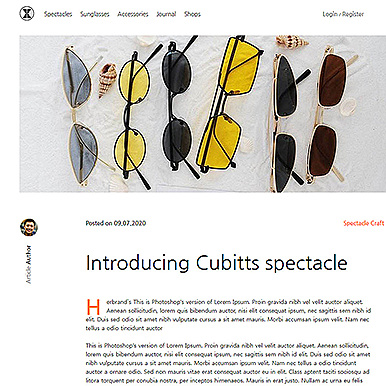 Spectacles Sunglasses Accessories Journal Shops Login / Register
Posted on 09,07,2020 Spectacle Craft
Article Author
Introducing Cubitts spectacle
Herbrand's This is Photoshop's version of Lorem Ipsum. Proin gravida nibh vel velit auctor aliquet.
Aenean sollicitudin, lorem quis bibendum auctor, nisi elit consequat ipsum, nec sagittis sem nibh id
elit. Duis sed odio sit amet nibh vulputate cursus a sit amet mauris. Morbi accumsan ipsum velit. Nam nec
tellus a odio tincidunt auctor
This is Photoshop's version of Lorem Ipsum. Proin gravida nibh vel velit auctor aliquet. Aenean sollicitudin,
lorem quis bibendum auctor, nisi elit consequat ipsum, nec sagittis sem nibh id elit. Duis sed odio sit amet
nibh vulputate cursus a sit amet mauris. Morbi accumsan ipsum velit. Nam nec tellus a odio tincidunt
auctor a ornare odio. Sed non mauris vitae erat consequat auctor eu in elit. Class aptent taciti sociosqu ad
litora torquent per conubia nostra, per inceptos himenaeos. Mauris in erat justo. Nullam ac urna eu felis